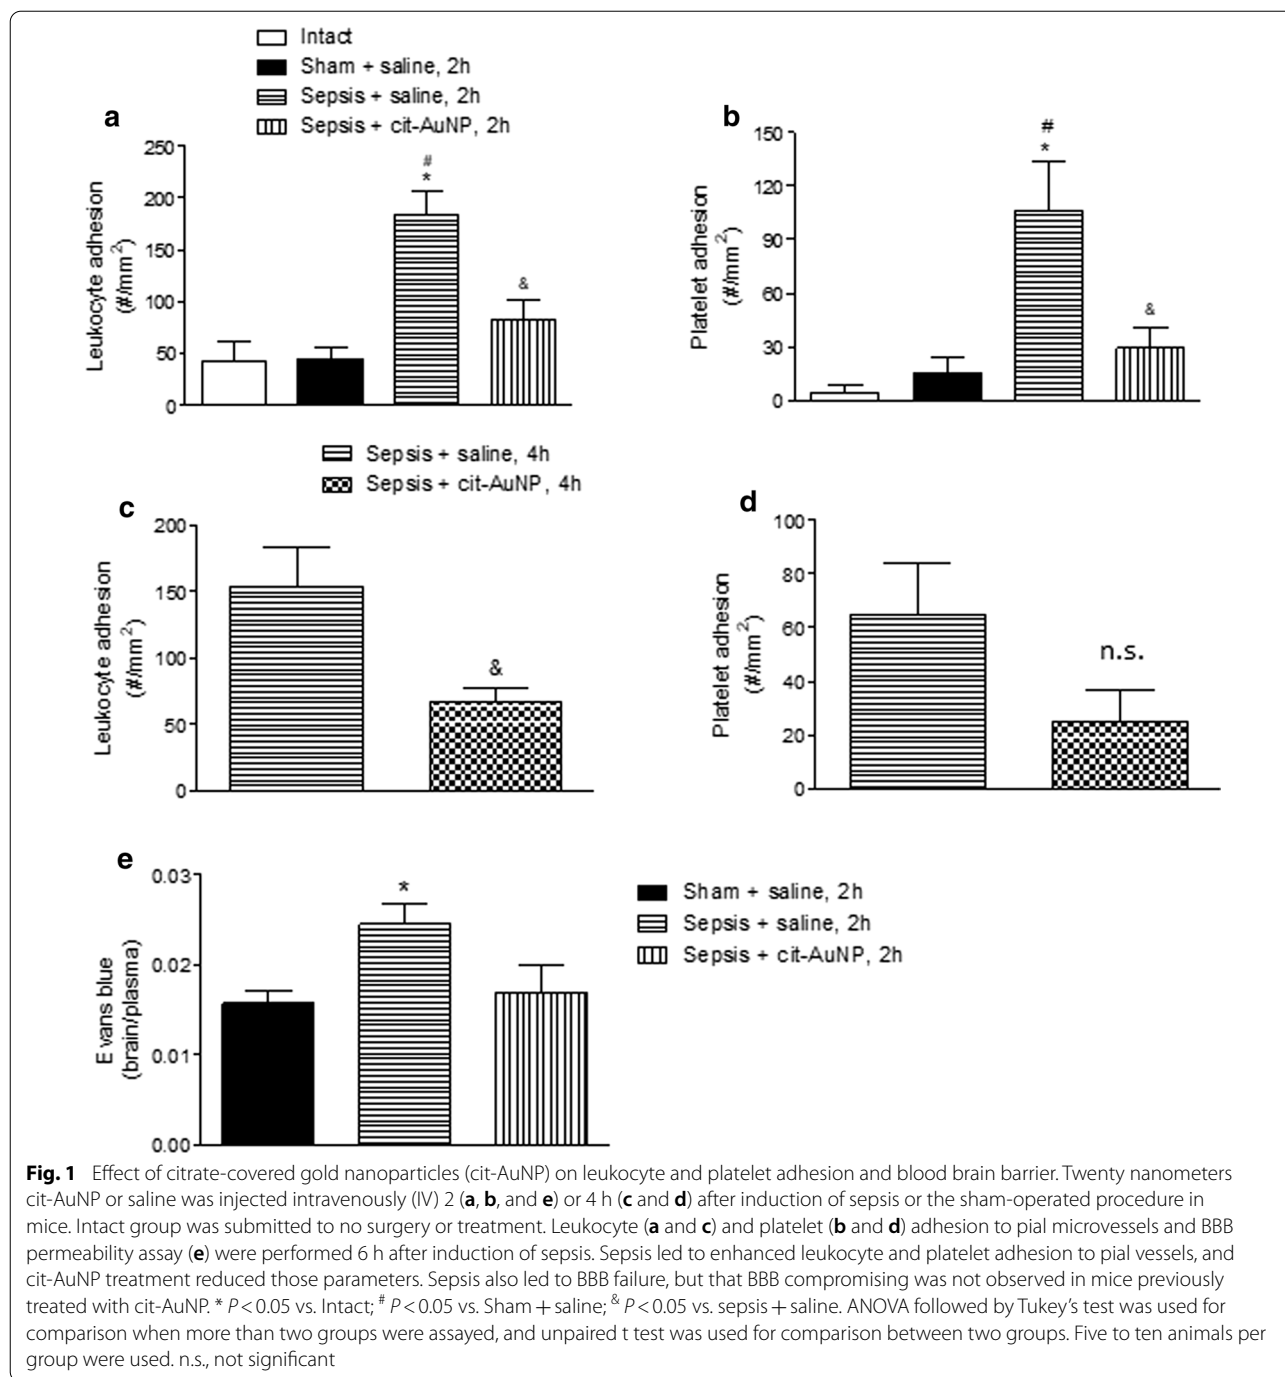 Intact
Sham + saline, 2h
Sepsis + saline, 2h
Sepsis + cit-AuNP, 2h
a
Leukocyte adhesion
(#/mm²)
250
200
150
100
50
0
#
*
&
b
Platelet adhesion
(#/mm²)
150
120
90
60
30
0
#
*
&
Sepsis + saline, 4h
Sepsis + cit-AuNP, 4h
c
Leukocyte adhesion
(#/mm²)
200
150
100
50
0
&
d
Platelet adhesion
(#/mm²)
100
80
60
40
20
0
n.s.
e
Evans blue
(brain/plasma)
0.03
0.02
0.01
0.00
*
Sham + saline, 2h
Sepsis + saline, 2h
Sepsis + cit-AuNP, 2h
Fig. 1 Effect of citrate-covered gold nanoparticles (cit-AuNP) on leukocyte and platelet adhesion and blood brain barrier. Twenty nanometers
cit-AuNP or saline was injected intravenously (IV) 2 (a, b, and e) or 4 h (c and d) after induction of sepsis or the sham-operated procedure in
mice. Intact group was submitted to no surgery or treatment. Leukocyte (a and c) and platelet (b and d) adhesion to pial microvessels and BBB
permeability assay (e) were performed 6 h after induction of sepsis. Sepsis led to enhanced leukocyte and platelet adhesion to pial vessels, and
cit-AuNP treatment reduced those parameters. Sepsis also led to BBB failure, but that BBB compromising was not observed in mice previously
treated with cit-AuNP. * P < 0.05 vs. Intact; # P < 0.05 vs. Sham + saline; & P < 0.05 vs. sepsis + saline. ANOVA followed by Tukey's test was used for
comparison when more than two groups were assayed, and unpaired t test was used for comparison between two groups. Five to ten animals per
group were used. n.s., not significant